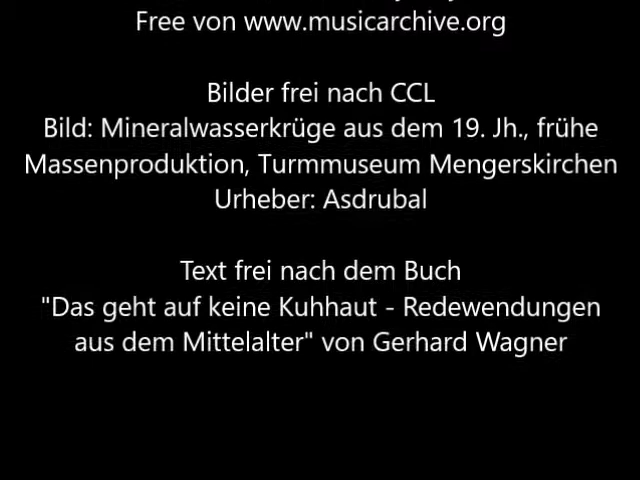 Free von www.musicarchive.org
Bilder frei nach CCL
Bild: Mineralwasserkrüge aus dem 19. Jh., frühe
Massenproduktion, Turmmuseum Mengerskirchen
Urheber: Asdrubal
Text frei nach dem Buch
"Das geht auf keine Kuhhaut - Redewendungen
aus dem Mittelalter" von Gerhard Wagner